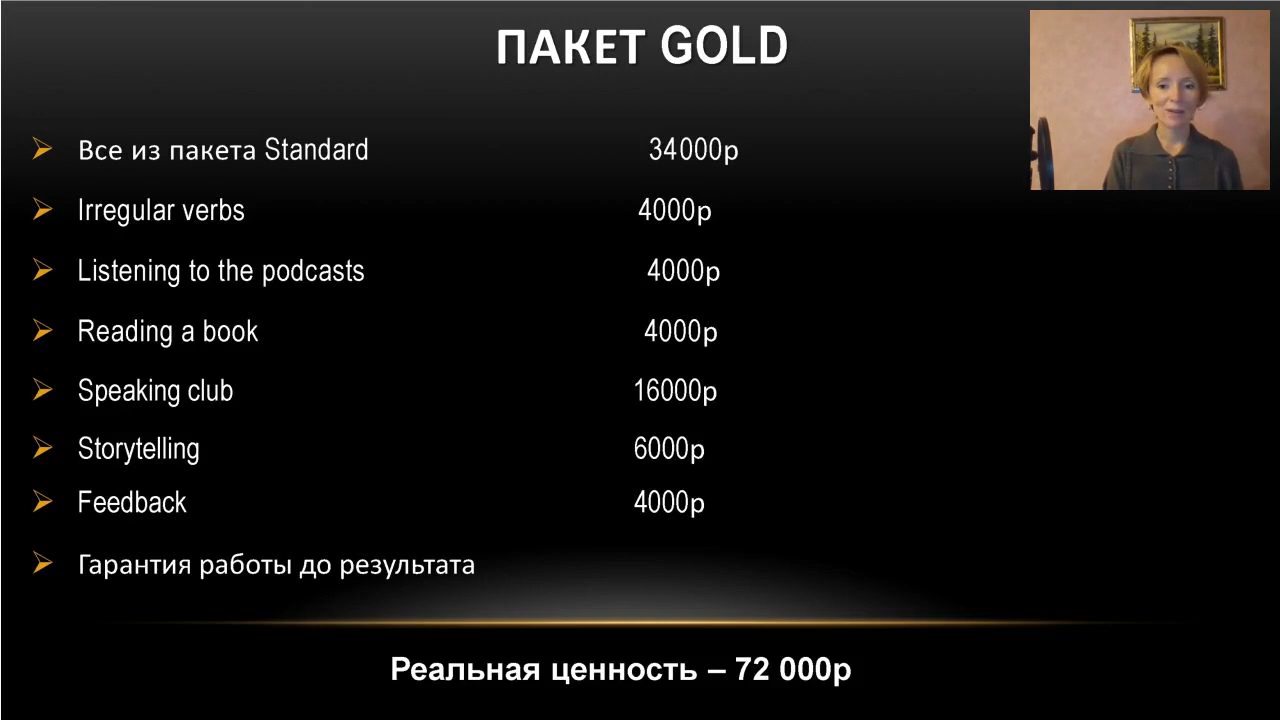 ПАКЕТ GOLD
Все из пакета Standard 34000р
Irregular verbs 4000р
Listening to the podcasts 4000р
Reading a book 4000р
Speaking club 16000р
Storytelling 6000р
Feedback 4000р
Гарантия работы до результата
Реальная ценность – 72 000р